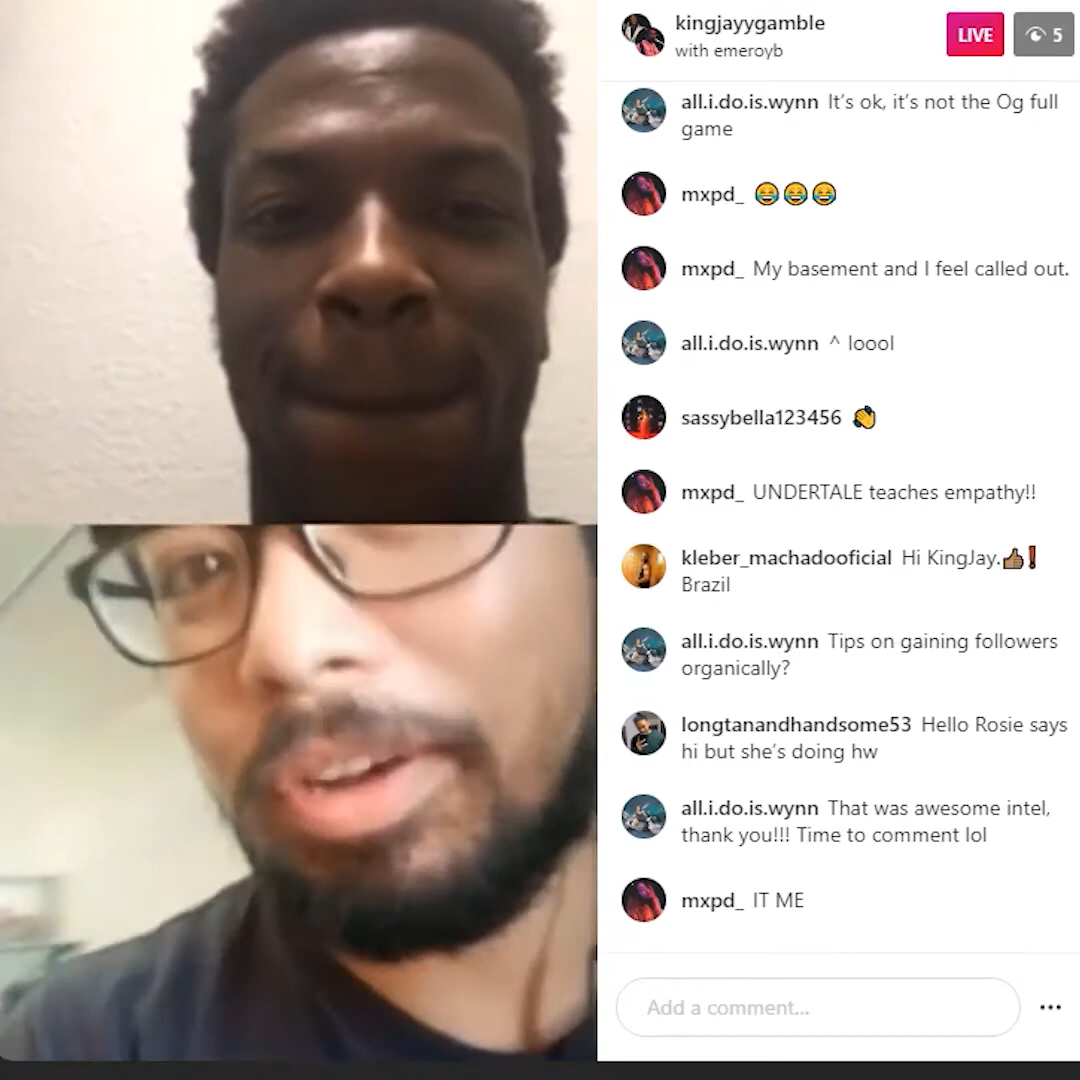 kingjayygamble
with emeroyb
LIVE
5
all.i.do.is.wynn It's ok, it's not the Og full
game
mxpd_ 😂😂😂
mxpd_ My basement and I feel called out.
all.i.do.is.wynn ^ loool
sassybella123456 👏
mxpd_ UNDERTALE teaches empathy!!
kleber_machadooficial Hi KingJay.👍🏾❗
Brazil
all.i.do.is.wynn Tips on gaining followers
organically?
longtanandhandsome53 Hello Rosie says
hi but she's doing hw
all.i.do.is.wynn That was awesome intel,
thank you!!! Time to comment lol
mxpd_ IT ME
Add a comment...